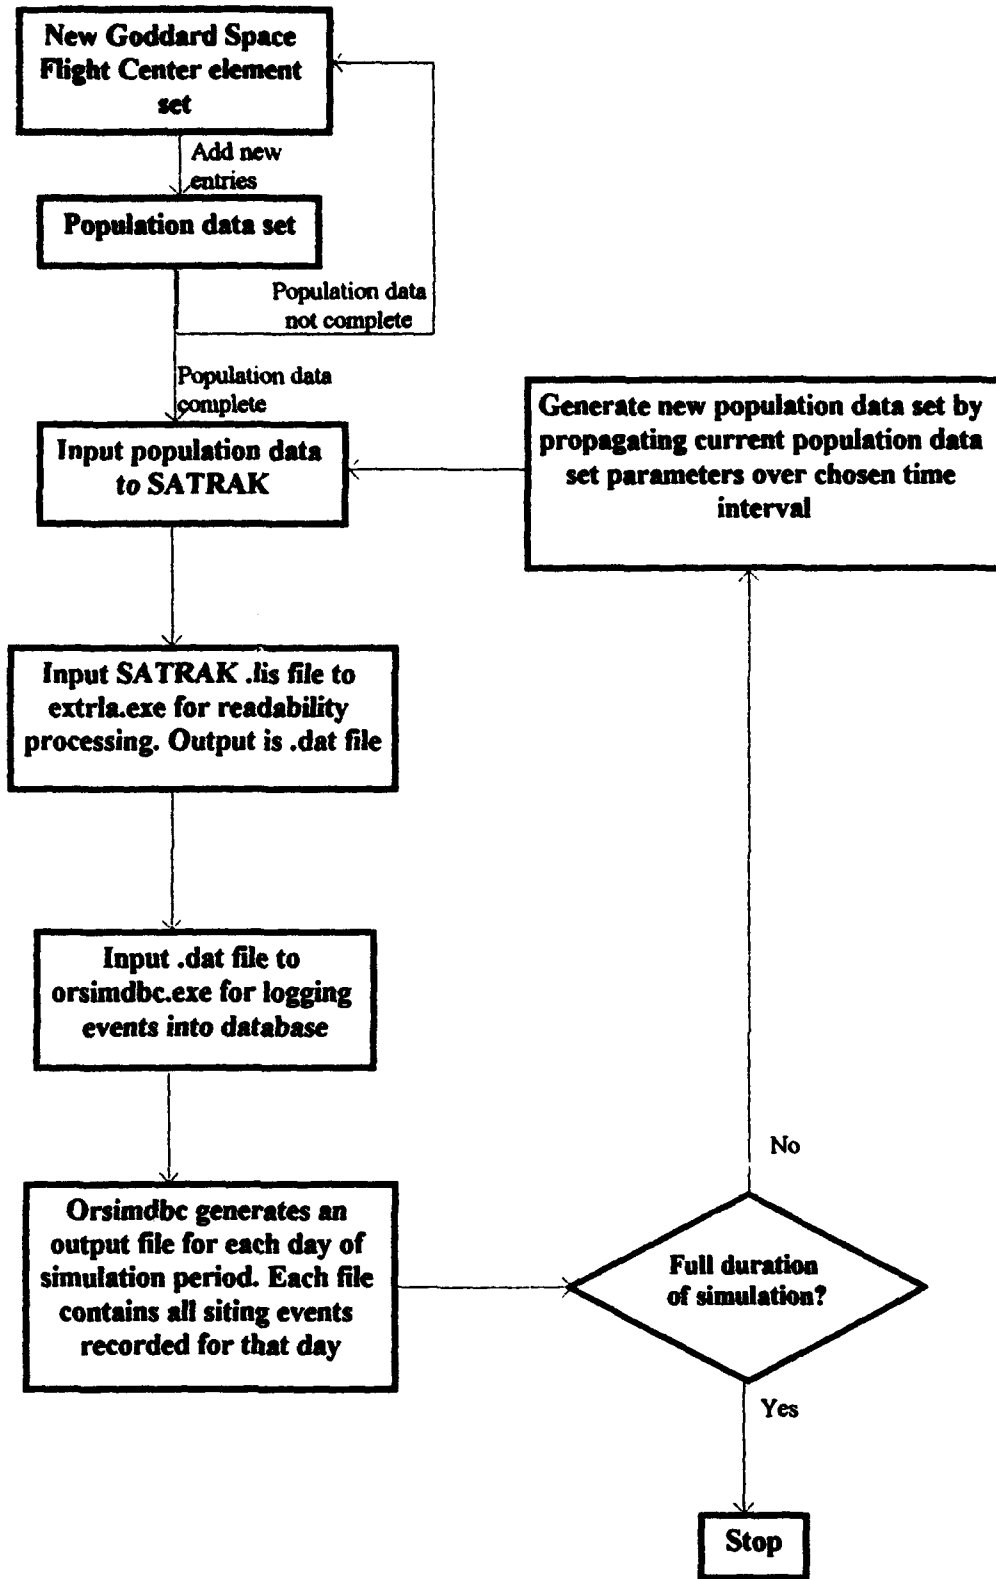 New Goddard Space
Flight Center element
set
Add new
entries
Population data set
Population data
not complete
Population data
complete
Input population data
to SATRAK
Generate new population data set by
propagating current population data
set parameters over chosen time
interval
Input SATRAK .lis file to
extrla.exe for readability
processing. Output is .dat file
Input .dat file to
orsimdbc.exe for logging
events into database
Orsimdbc generates an
output file for each day of
simulation period. Each file
contains all siting events
recorded for that day
No
Full duration
of simulation?
Yes
Stop